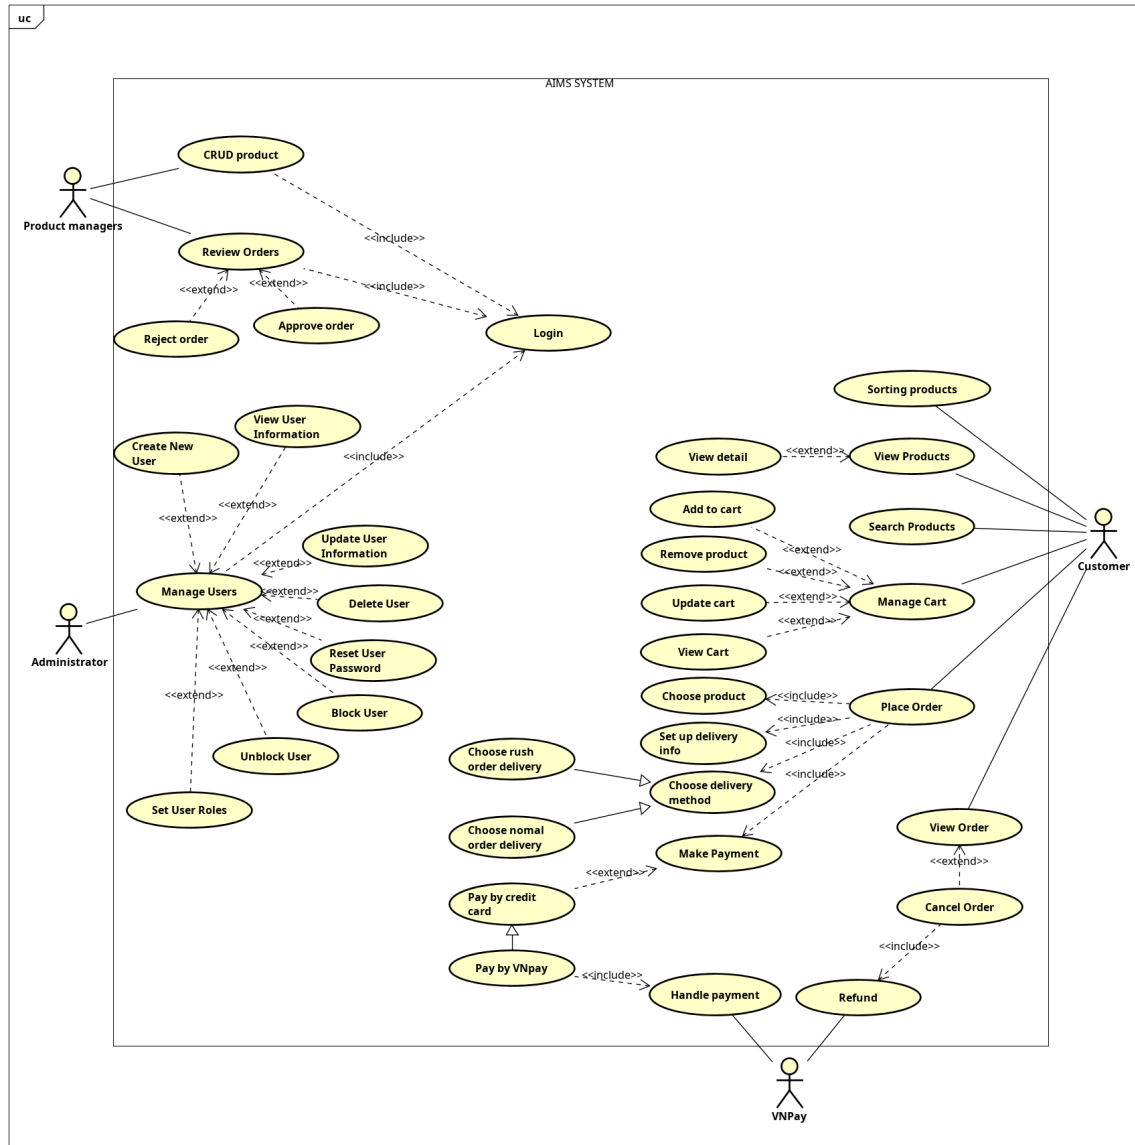 uc
AIMS SYSTEM
CRUD product
Product managers
<<include>>
Review Orders
<<extend>>
<<extend>>
<<include>>
Reject order
Approve order
Login
Sorting products
View User
Information
Create New
User
<<include>>
View detail
<<extend>>
View Products
<<extend>>
<<extend>>
Add to cart
Search Products
Customer
Update User
Information
<<extend>>
Remove product
<<extend>>
<<extend>>
Manage Users
<<extend>>
Delete User
Update cart
<<extend>>
Manage Cart
<<extend>>
<<extend>>
Administrator
<<extend>>
Reset User
Password
View Cart
<<extend>>
<<extend>>
Choose product
<<include>>
Place Order
Block User
<<include>>
Set up delivery
info
<<include>>
Unblock User
Choose rush
order delivery
<<include>>
Choose delivery
method
Set User Roles
Choose nomal
order delivery
View Order
Make Payment
<<extend>>
<<extend>>
Pay by credit
card
Cancel Order
<<include>>
Pay by VNpay
<<include>>
Handle payment
Refund
VNPay